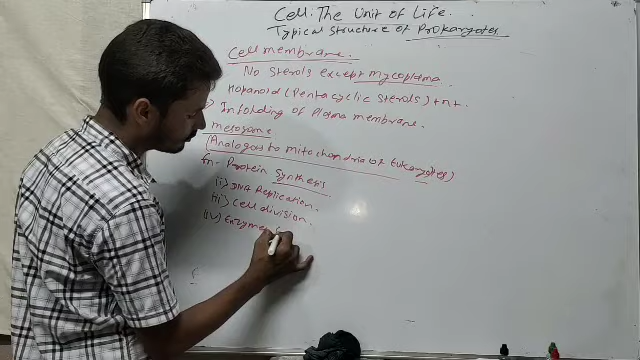 Cell: The Unit of Life.
Typical structure of Prokaryotes
Cell membrane.
No sterols except mycoplasma
Hopanoid (Pentacyclic sterols) +nt.
Infolding of Plasma membrane.
mesosome
(Analogas to mitochondria of Eukaryotes)
fn- Protein Synthesis
(ii) DNA Replication.
(iii) Cell division.
(iv) Enzyme